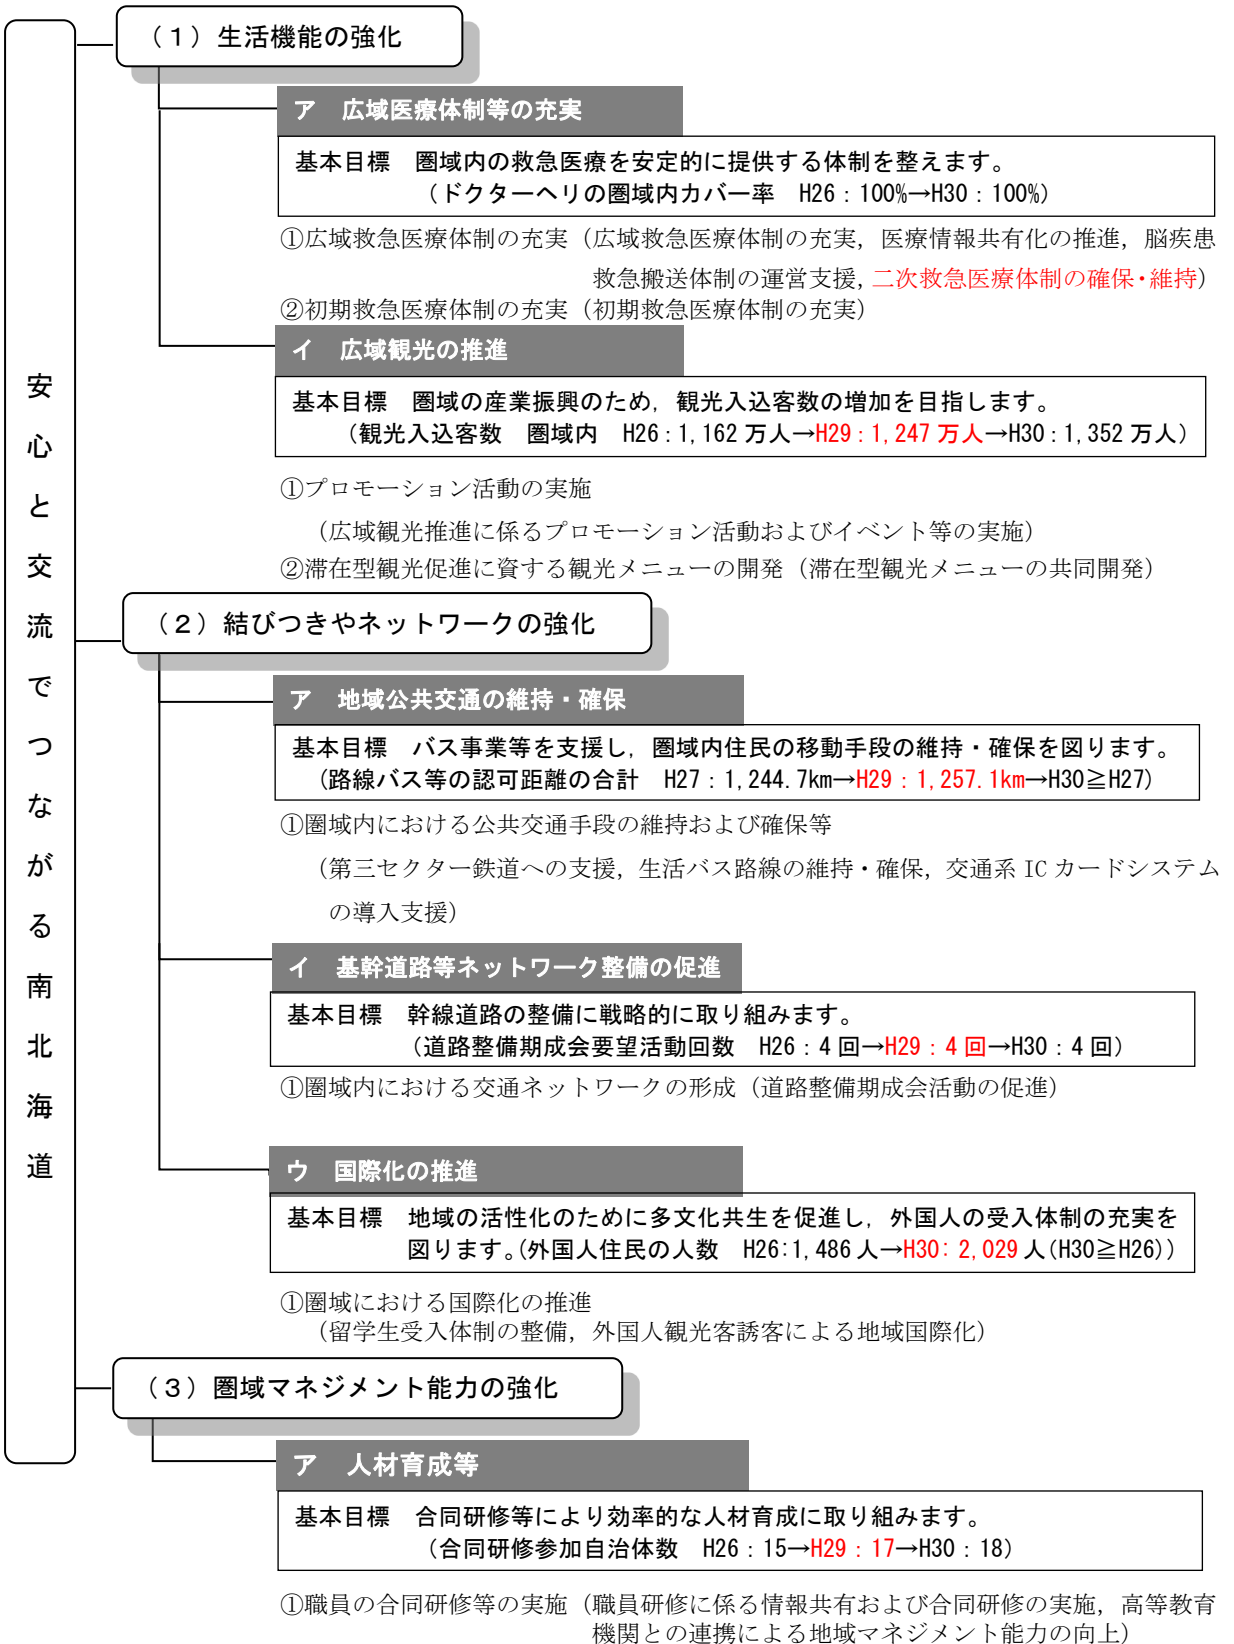 安心と交流でつながる南北海道
（１）生活機能の強化
ア　広域医療体制等の充実
基本目標　圏域内の救急医療を安定的に提供する体制を整えます。
（ドクターヘリの圏域内カバー率　H26：100%→H30：100%）
①広域救急医療体制の充実（広域救急医療体制の充実，医療情報共有化の推進，脳疾患
救急搬送体制の運営支援，二次救急医療体制の確保・維持）
②初期救急医療体制の充実（初期救急医療体制の充実）
イ　広域観光の推進
基本目標　圏域の産業振興のため，観光入込客数の増加を目指します。
（観光入込客数　圏域内　H26：1,162 万人→H29：1,247 万人→H30：1,352 万人）
①プロモーション活動の実施
（広域観光推進に係るプロモーション活動およびイベント等の実施）
②滞在型観光促進に資する観光メニューの開発（滞在型観光メニューの共同開発）
（２）結びつきやネットワークの強化
ア　地域公共交通の維持・確保
基本目標　バス事業等を支援し，圏域内住民の移動手段の維持・確保を図ります。
（路線バス等の認可距離の合計　H27：1,244.7km→H29：1,257.1km→H30≧H27）
①圏域内における公共交通手段の維持および確保等
（第三セクター鉄道への支援，生活バス路線の維持・確保，交通系 IC カードシステム
の導入支援）
イ　基幹道路等ネットワーク整備の促進
基本目標　幹線道路の整備に戦略的に取り組みます。
（道路整備期成会要望活動回数　H26：4 回→H29：4 回→H30：4 回）
①圏域内における交通ネットワークの形成（道路整備期成会活動の促進）
ウ　国際化の推進
基本目標　地域の活性化のために多文化共生を促進し，外国人の受入体制の充実を
図ります。（外国人住民の人数　H26：1,486 人→H30：2,029 人（H30≧H26））
①圏域における国際化の推進
（留学生受入体制の整備，外国人観光客誘客による地域国際化）
（３）圏域マネジメント能力の強化
ア　人材育成等
基本目標　合同研修等により効率的な人材育成に取り組みます。
（合同研修参加自治体数　H26：15→H29：17→H30：18）
①職員の合同研修等の実施（職員研修に係る情報共有および合同研修の実施，高等教育
機関との連携による地域マネジメント能力の向上）